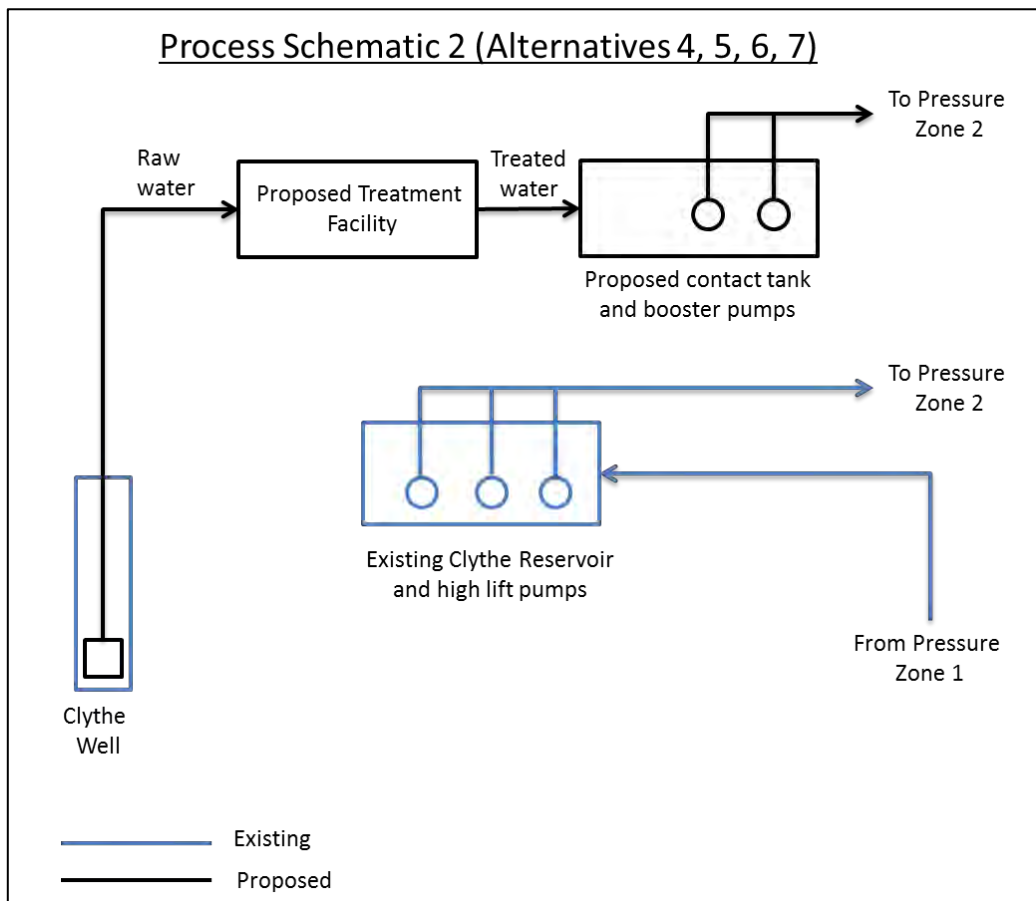 Process Schematic 2 (Alternatives 4, 5, 6, 7)
To Pressure
Zone 2
Raw
water
Proposed Treatment
Facility
Treated
water
Proposed contact tank
and booster pumps
To Pressure
Zone 2
Existing Clythe Reservoir
and high lift pumps
From Pressure
Zone 1
Clythe
Well
Existing
Proposed